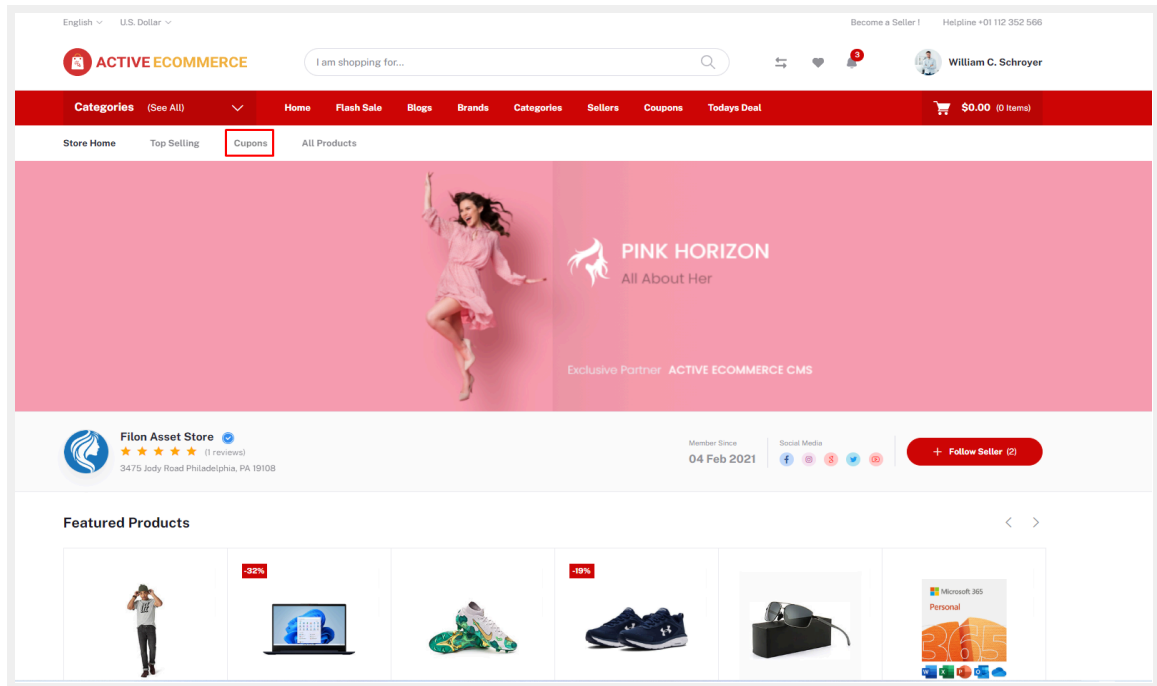 English U.S. Dollar Become a Seller ! Helpline +01 112 352 566
ACTIVE ECOMMERCE I am shopping for... 3 William C. Schroyer
Categories (See All) Home Flash Sale Blogs Brands Categories Sellers Coupons Todays Deal $0.00 (0 Items)
Store Home Top Selling Cupons All Products
PINK HORIZON
All About Her
Exclusive Partner ACTIVE ECOMMERCE CMS
Filon Asset Store
(1 reviews)
3475 Jody Road Philadelphia, PA 19108
Member Since
04 Feb 2021
Social Media
+ Follow Seller (2)
Featured Products
-32%
-19%
Microsoft 365
Personal
365